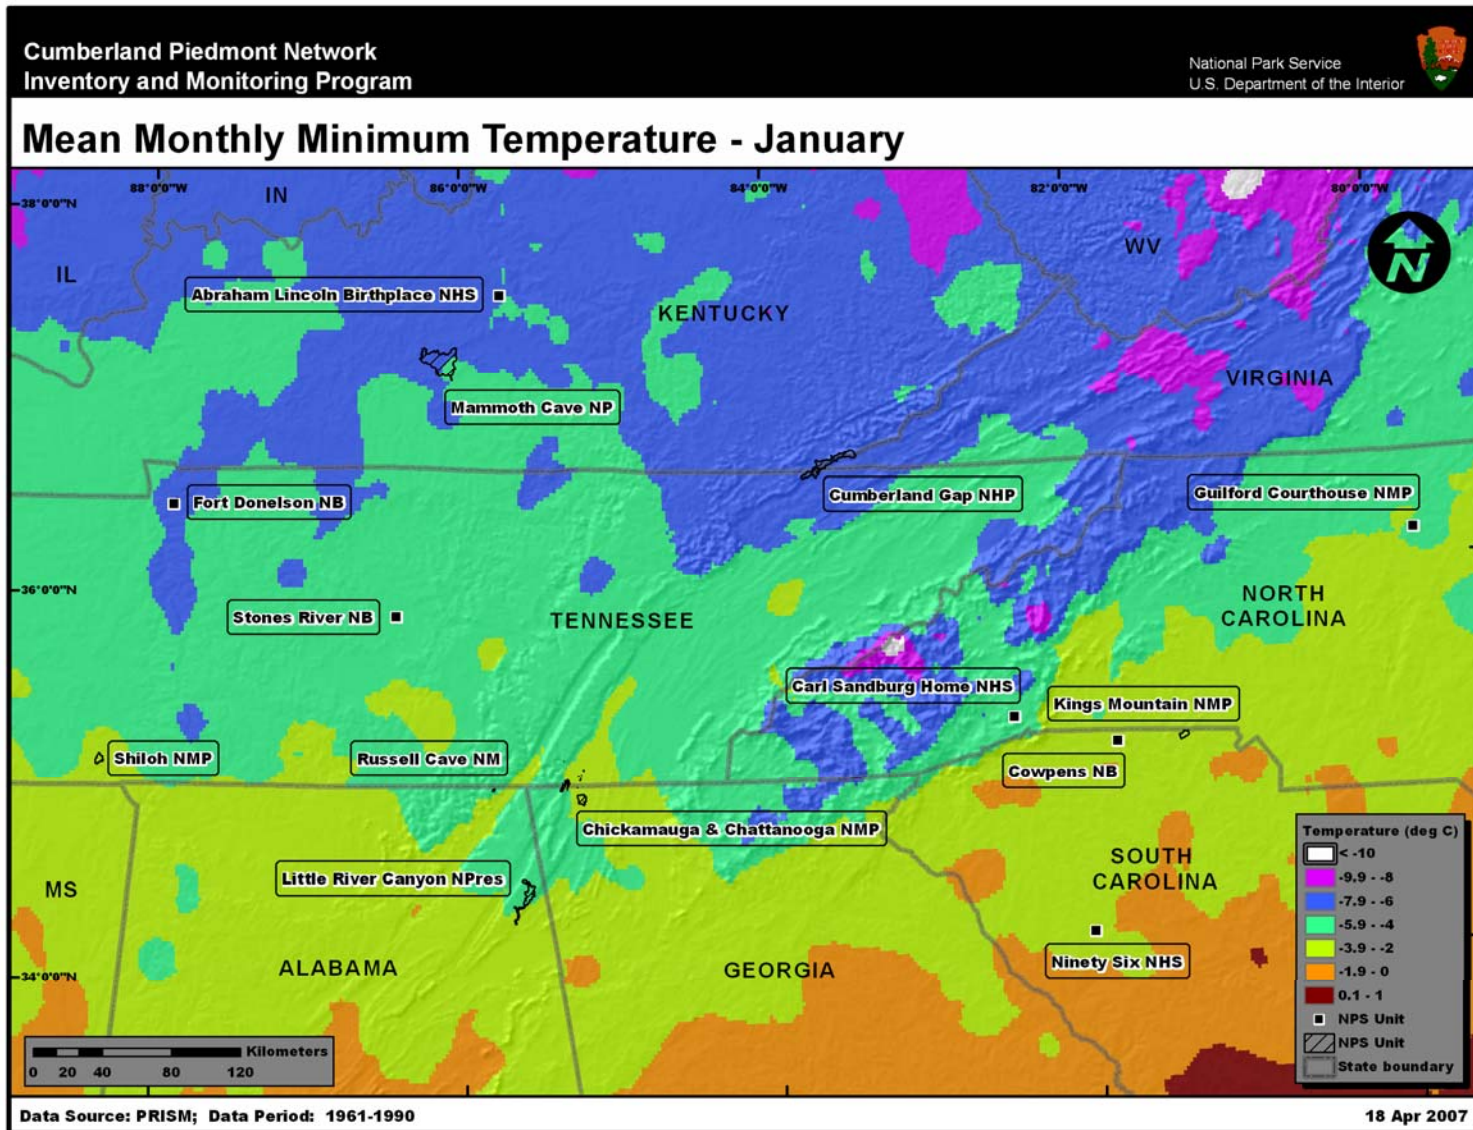 Cumberland Piedmont Network
Inventory and Monitoring Program
National Park Service
U.S. Department of the Interior
Mean Monthly Minimum Temperature - January
88°0'0"W
86°0'0"W
84°0'0"W
82°0'0"W
80°0'0"W
IN
38°0'0"N
WV
IL
N
Abraham Lincoln Birthplace NHS
KENTUCKY
VIRGINIA
Mammoth Cave NP
Fort Donelson NB
Cumberland Gap NHP
Guilford Courthouse NMP
36°0'0"N
Stones River NB
TENNESSEE
NORTH
CAROLINA
Carl Sandburg Home NHS
Kings Mountain NMP
Shiloh NMP
Russell Cave NM
Cowpens NB
Chickamauga & Chattanooga NMP
Little River Canyon NPres
MS
SOUTH
CAROLINA
ALABAMA
GEORGIA
Ninety Six NHS
34°0'0"N
Temperature (deg C)
< -10
-9.9 - -8
-7.9 - -6
-5.9 - -4
-3.9 - -2
-1.9 - 0
0.1 - 1
NPS Unit
NPS Unit
State boundary
Kilometers
0 20 40 80 120
Data Source: PRISM; Data Period: 1961-1990
18 Apr 2007